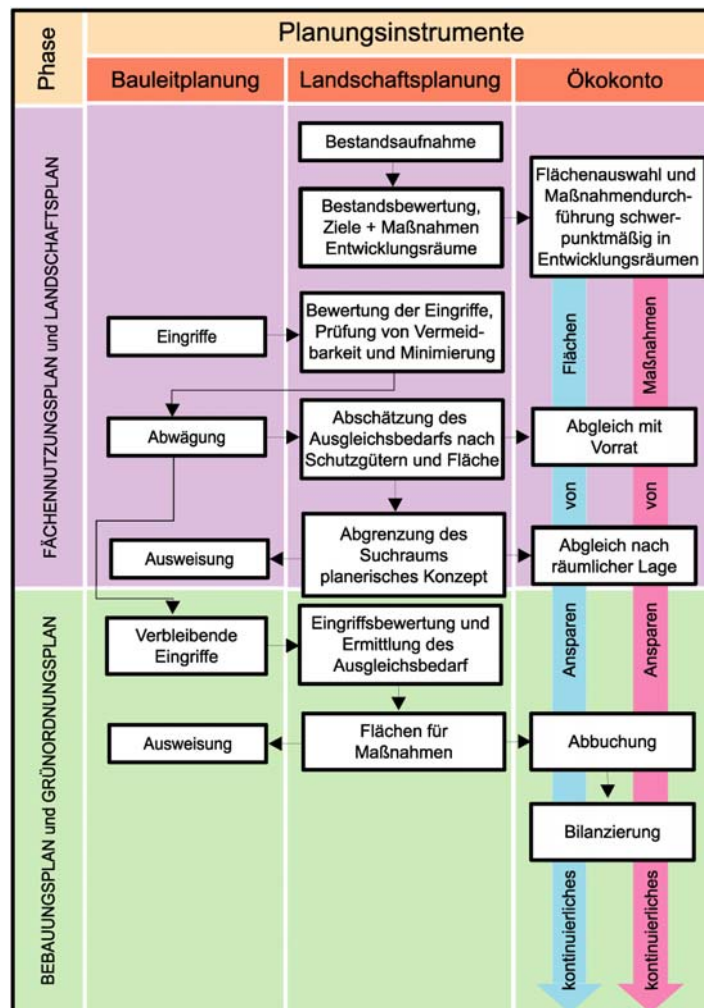 Phase
Planungsinstrumente
Bauleitplanung
Landschaftsplanung
Ökokonto
FÄCHENNUTZUNGSPLAN und LANDSCHAFTSPLAN
Bestandsaufnahme
Bestandsbewertung,
Ziele + Maßnahmen
Entwicklungsräume
Flächenauswahl und
Maßnahmendurch-
führung schwer-
punktmäßig in
Entwicklungsräumen
Eingriffe
Bewertung der Eingriffe,
Prüfung von Vermeid-
barkeit und Minimierung
Abwägung
Abschätzung des
Ausgleichsbedarfs nach
Schutzgütern und Fläche
Abgleich mit
Vorrat
Ausweisung
Abgrenzung des
Suchraums
planerisches Konzept
Abgleich nach
räumlicher Lage
BEBAUUNGSPLAN und GRÜNORDNUNGSPLAN
Verbleibende
Eingriffe
Eingriffsbewertung und
Ermittlung des
Ausgleichsbedarf
Ausweisung
Flächen für
Maßnahmen
Abbuchung
Bilanzierung
kontinuierliches Ansparen von Flächen
kontinuierliches Ansparen von Maßnahmen